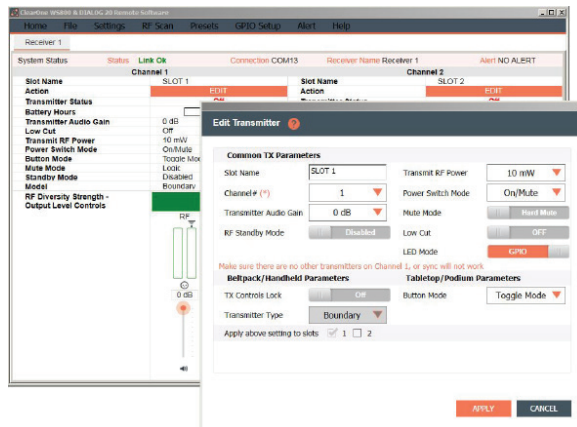 ClearOne WS800 & DIALOG 20 Remote Software
Home File Settings RF Scan Presets GPIO Setup Alert Help
Receiver 1
System Status Status Link Ok Connection COM13 Receiver Name Receiver 1 Alert NO ALERT
Channel 1 Channel 2
Slot Name SLOT 1 Slot Name SLOT 2
Action EDIT Action EDIT
Transmitter Status Off Transmitter Status Off
Battery Hours
Transmitter Audio Gain 0 dB
Low Cut Off
Transmit RF Power 10 mW
Power Switch Mode On/Mute
Button Mode Toggle Mo
Mute Mode Logic
Standby Mode Disabled
Model Boundary
RF Diversity Strength -
Output Level Controls
RF
0 dB
Edit Transmitter ?
Common TX Parameters
Slot Name SLOT 1 Transmit RF Power 10 mW
Channel# (*) 1 Power Switch Mode On/Mute
Transmitter Audio Gain 0 dB Mute Mode Hard Mute
RF Standby Mode Disabled Low Cut OFF
LED Mode GPIO
Make sure there are no other transmitters on Channel 1, or sync will not work
Beltpack/Handheld Parameters Tabletop/Podium Parameters
TX Controls Lock Off Button Mode Toggle Mode
Transmitter Type Boundary
Apply above setting to slots 1 2
APPLY CANCEL